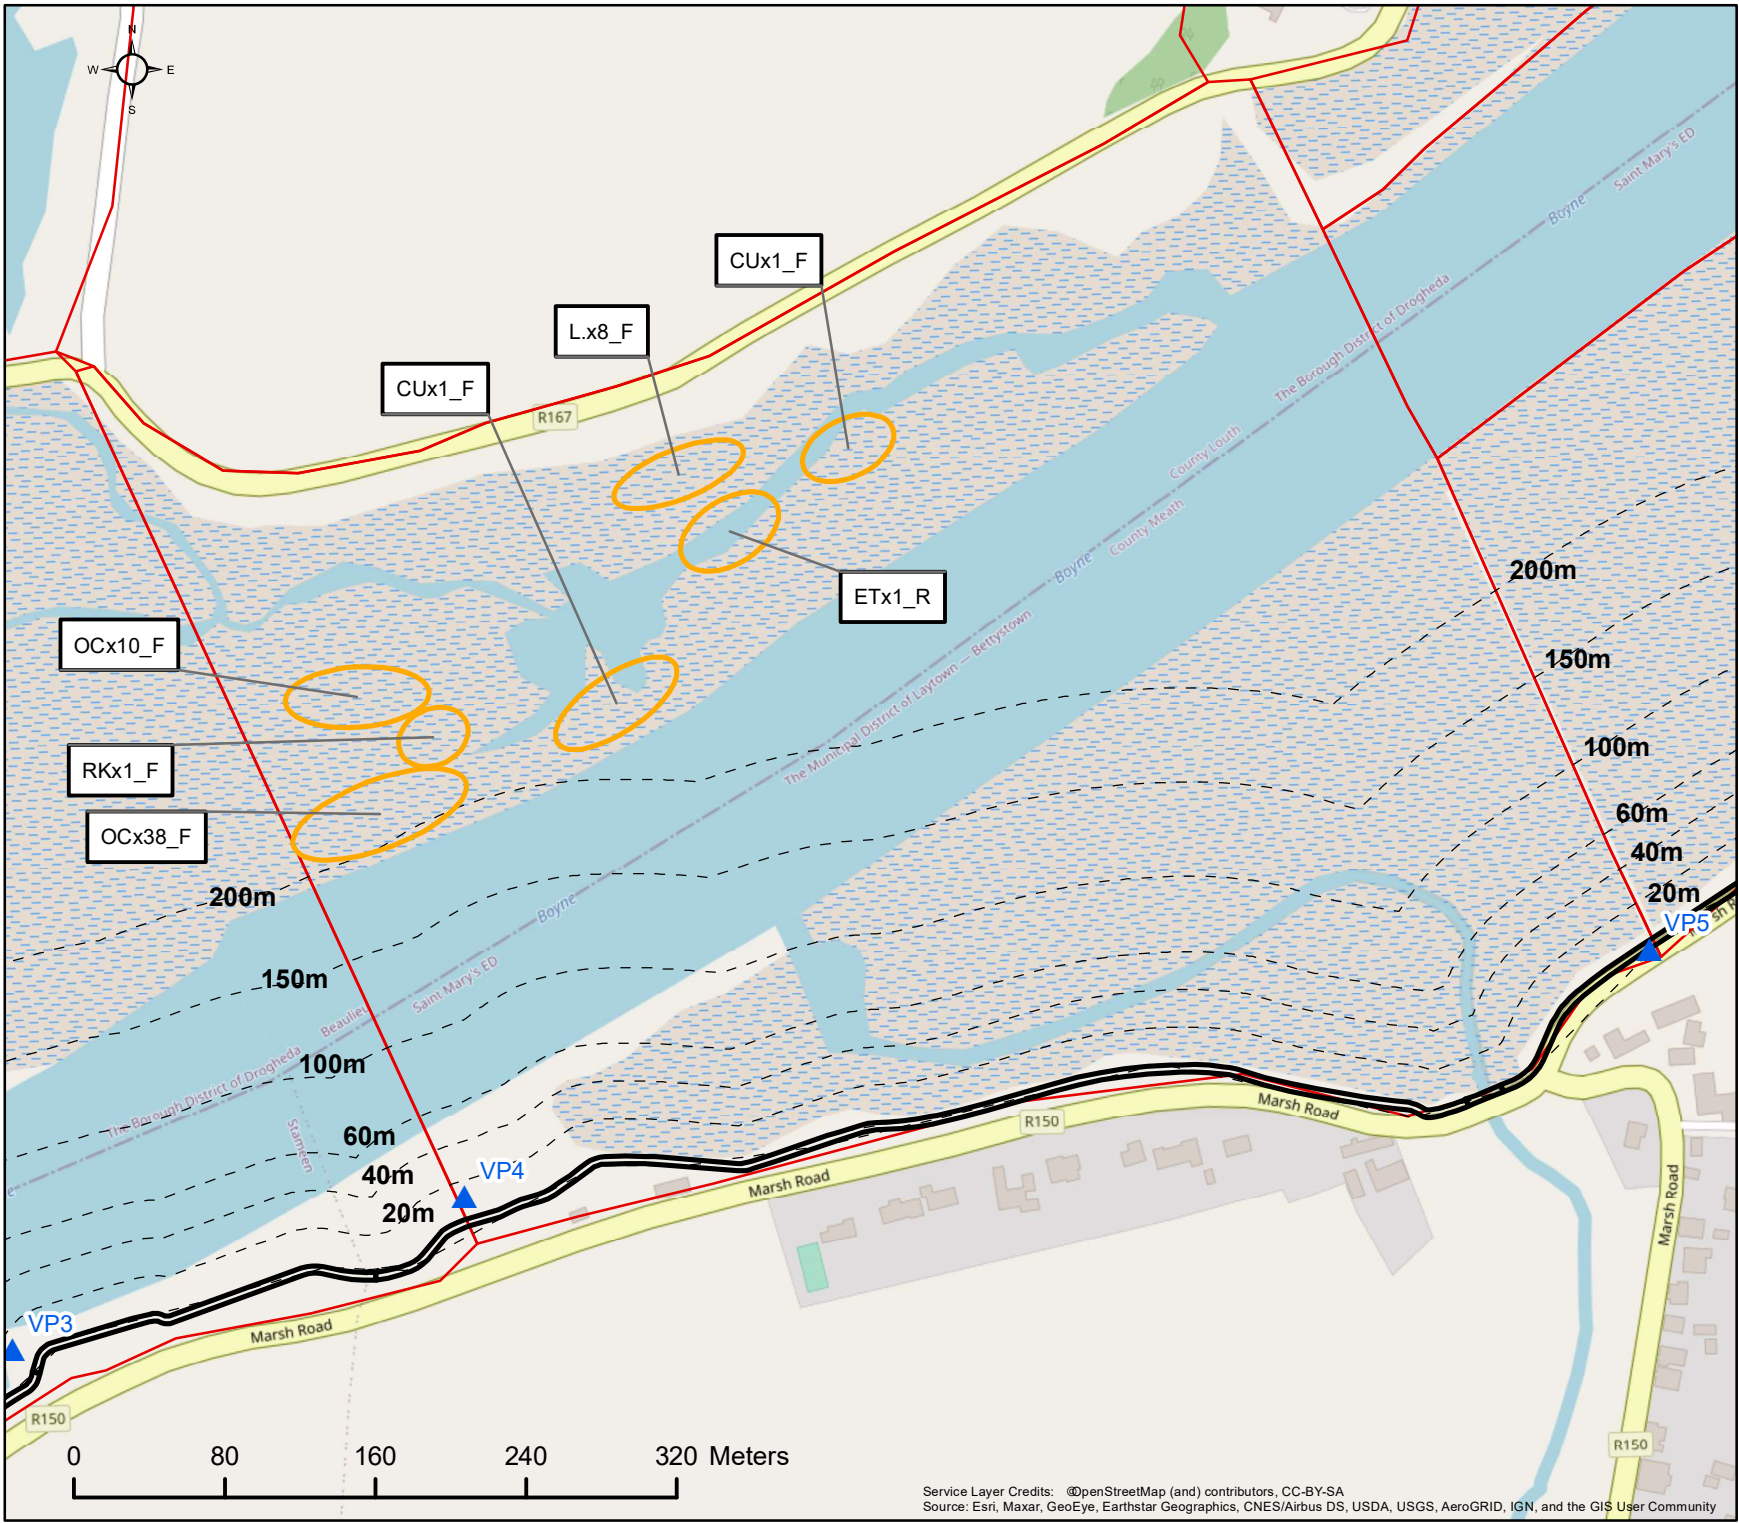 N
W E
S
Saint Mary's ED
Boyne
CUx1_F
The Borough District of Drogheda
L.x8_F
CUx1_F
R167
County Louth
County Meath
200m
Boyne
ETx1_R
OCx10_F
The Municipal District of Laytown — Bettystown
150m
RKx1_F
100m
OCx38_F
60m
40m
200m
20m
Boyne
VP5
150m
Saint Mary's ED
Beaulieu
100m
The Borough District of Drogheda
60m
Stameen
R150
Marsh Road
40m
VP4
Marsh Road
20m
Marsh Road
VP3
Marsh Road
R150
R150
0 80 160 240 320 Meters
Service Layer Credits: ©OpenStreetMap (and) contributors, CC-BY-SA
Source: Esri, Maxar, GeoEye, Earthstar Geographics, CNES/Airbus DS, USDA, USGS, AeroGRID, IGN, and the GIS User Community